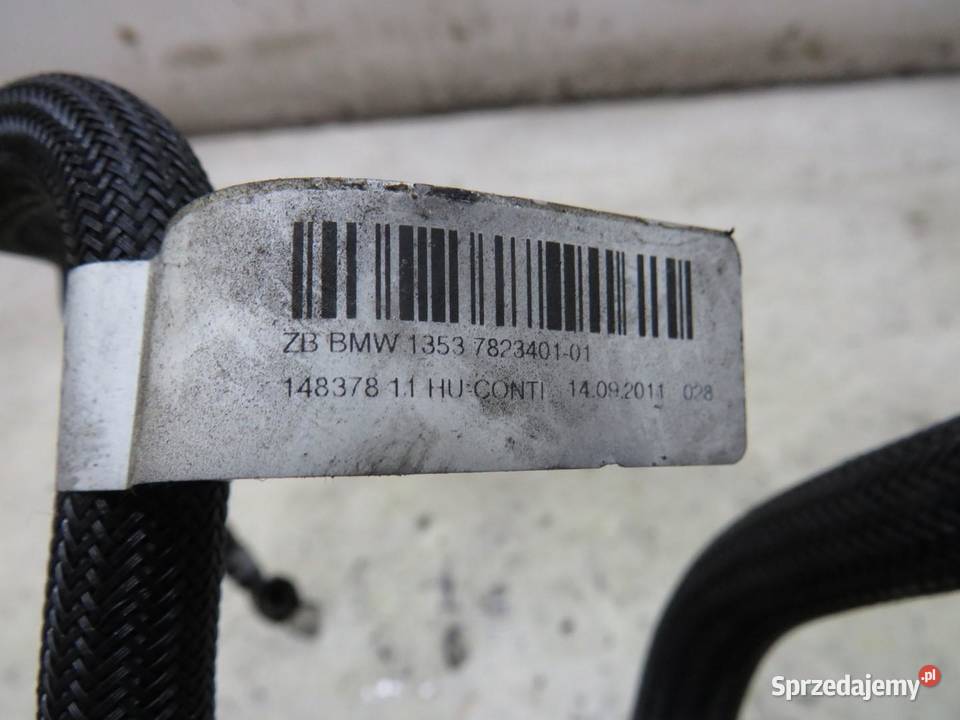 ZB BMW 1353 7823401-01
148378 1.1 HU-CONTI 14.09.2011 028
Sprzedajemy.pl